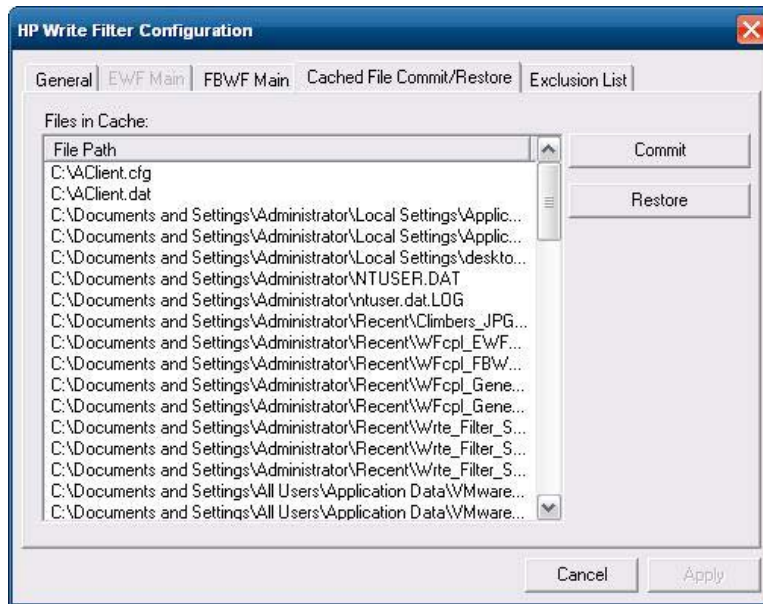 HP Write Filter Configuration
General EWF Main FBWF Main Cached File Commit/Restore Exclusion List
Files in Cache:
File Path
Commit
C:\AClient.cfg
C:\AClient.dat
Restore
C:\Documents and Settings\Administrator\Local Settings\Applic...
C:\Documents and Settings\Administrator\Local Settings\Applic...
C:\Documents and Settings\Administrator\Local Settings\deskto...
C:\Documents and Settings\Administrator\NTUSER.DAT
C:\Documents and Settings\Administrator\ntuser.dat.LOG
C:\Documents and Settings\Administrator\Recent\Climbers_JPG...
C:\Documents and Settings\Administrator\Recent\WFcpl_EWF...
C:\Documents and Settings\Administrator\Recent\WFcpl_FBW...
C:\Documents and Settings\Administrator\Recent\WFcpl_Gene...
C:\Documents and Settings\Administrator\Recent\WFcpl_Gene...
C:\Documents and Settings\Administrator\Recent\Wrte_Filter_S...
C:\Documents and Settings\Administrator\Recent\Wrte_Filter_S...
C:\Documents and Settings\Administrator\Recent\Wrte_Filter_S...
C:\Documents and Settings\All Users\Application Data\VMware...
C:\Documents and Settings\All Users\Application Data\VMware...
Cancel Apply